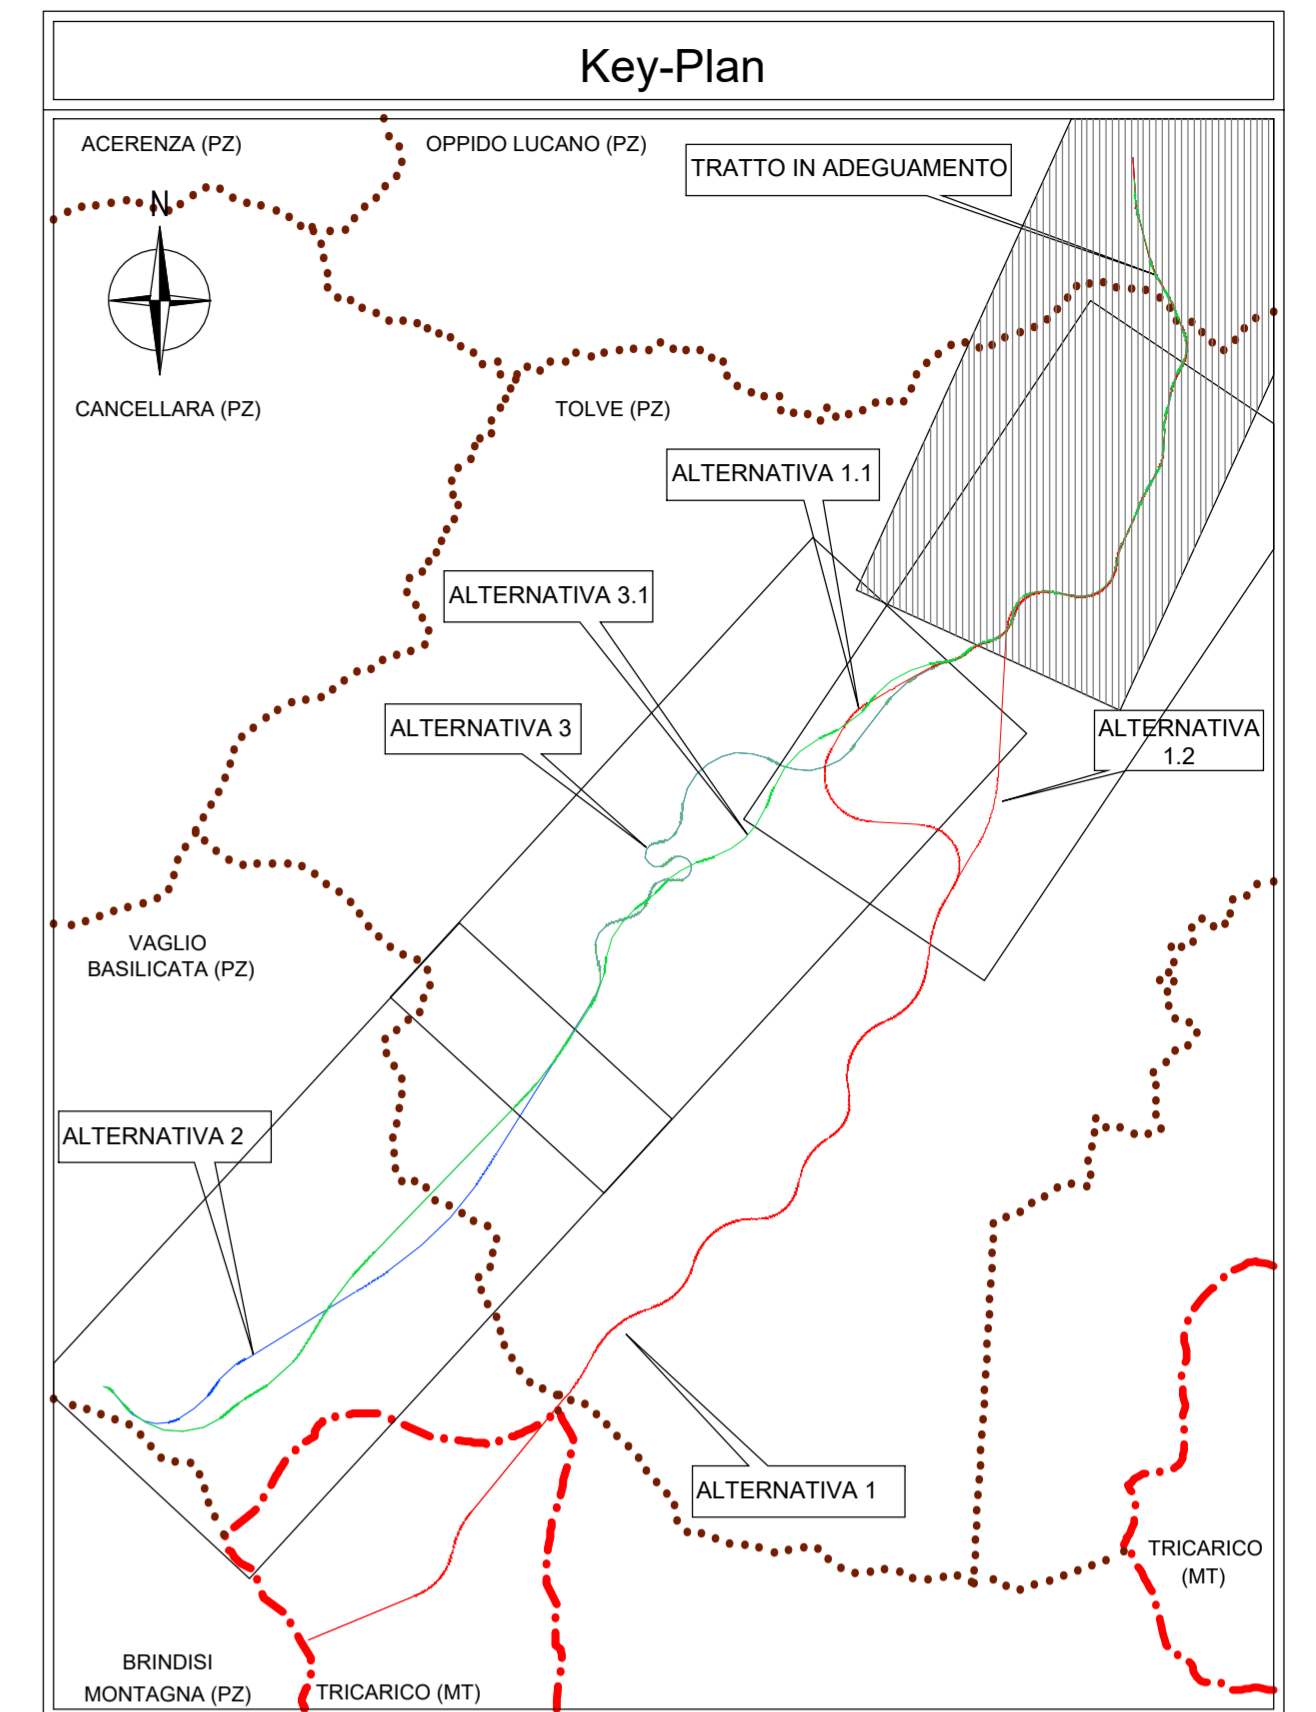 Key-Plan
ACERENZA (PZ)
OPPIDO LUCANO (PZ)
TRATTO IN ADEGUAMENTO
N
CANCELLARA (PZ)
TOLVE (PZ)
ALTERNATIVA 1.1
ALTERNATIVA 3.1
ALTERNATIVA 3
ALTERNATIVA
1.2
VAGLIO
BASILICATA (PZ)
ALTERNATIVA 2
ALTERNATIVA 1
TRICARICO
(MT)
BRINDISI
MONTAGNA (PZ)
TRICARICO (MT)